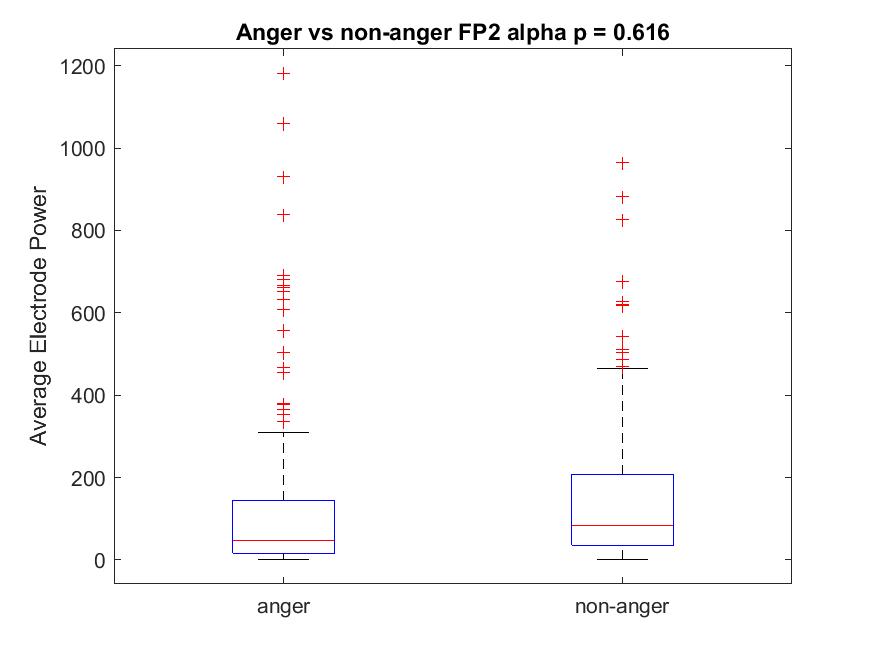 Anger vs non-anger FP2 alpha p = 0.616
1200
1000
800
600
400
200
0
Average Electrode Power
anger
non-anger